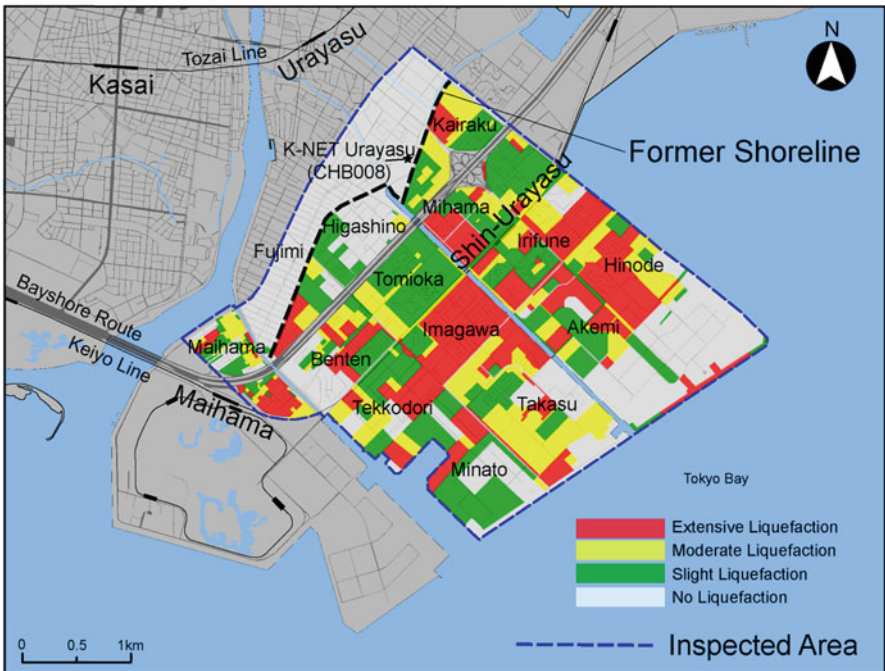 N
Tozai Line
Urayasu
Kasai
Kairaku
K-NET Urayasu
(CHB008)
Former Shoreline
Mihama
Shin-Urayasu
Higashino
Fujimi
Irifune
Hinode
Tomioka
Bayshore Route
Imagawa
Akemi
Keiyo Line
Maihama
Benten
Maihama
Tekkodori
Takasu
Minato
Tokyo Bay
Extensive Liquefaction
Moderate Liquefaction
Slight Liquefaction
No Liquefaction
0 0.5 1km
Inspected Area